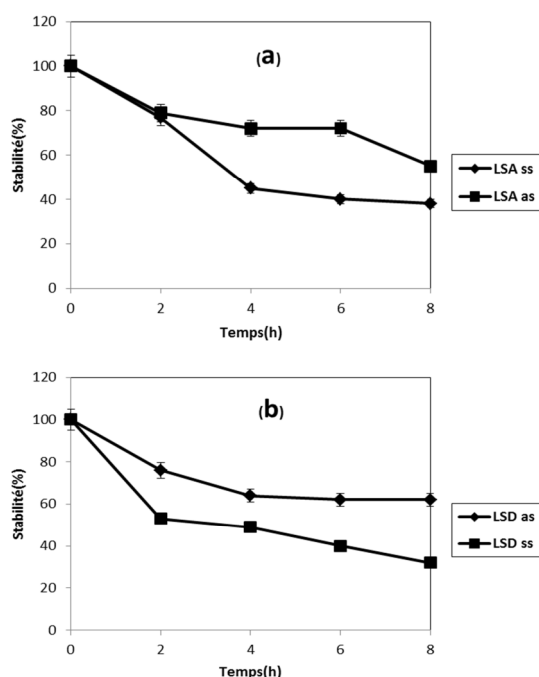 (a)
120
100
80
60
40
20
0
Stabilité(%)
0 2 4 6 8
Temps(h)
LSA ss
LSA as
(b)
120
100
80
60
40
20
0
Stabilité(%)
0 2 4 6 8
Temps(h)
LSD as
LSD ss